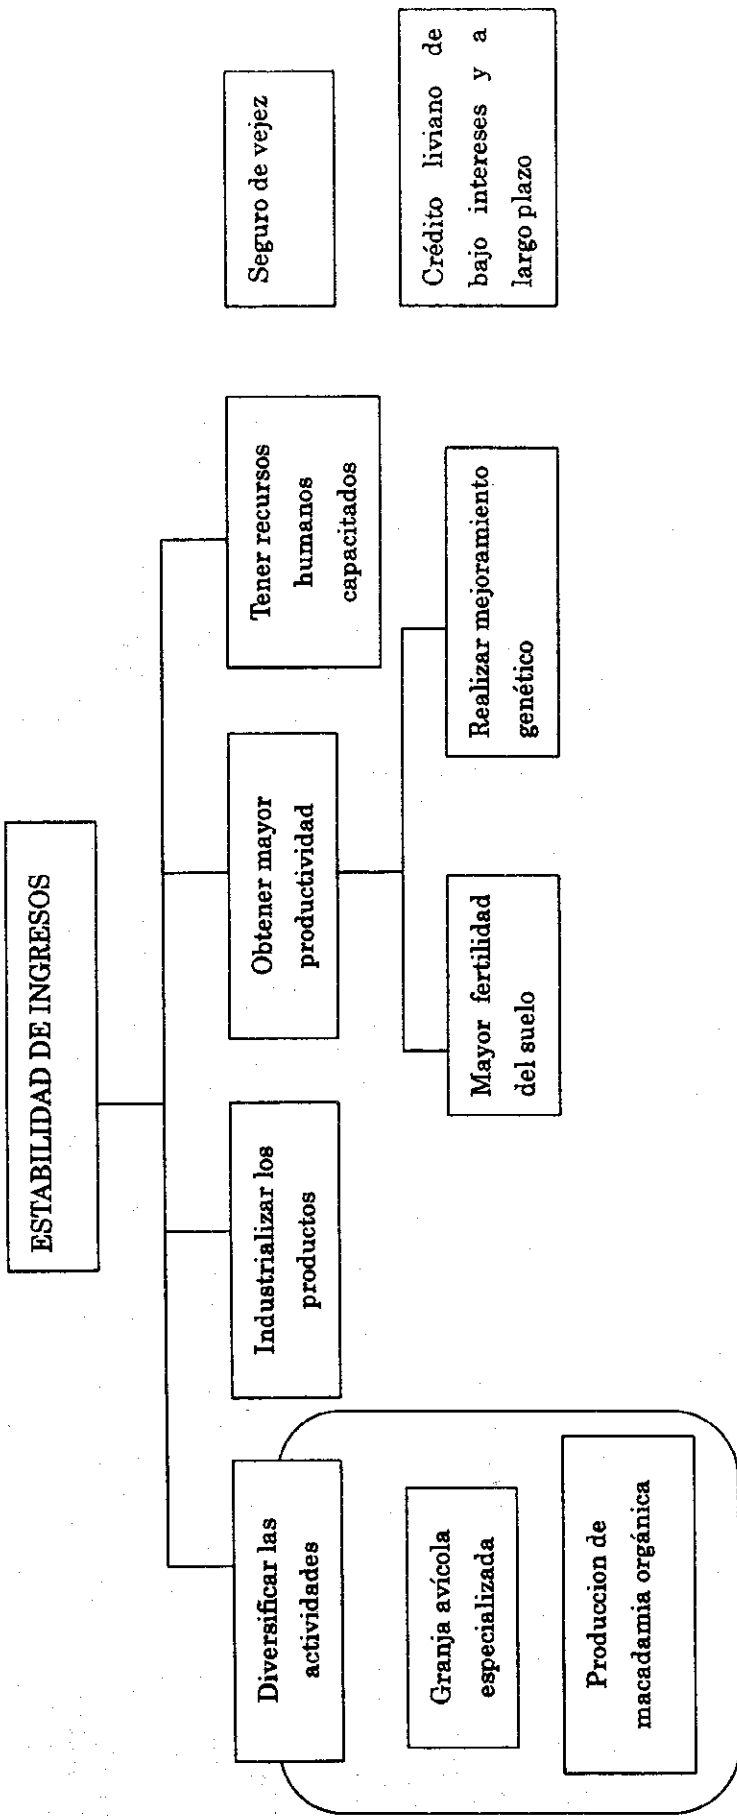 ESTABILIDAD DE INGRESOS
Diversificar las
actividades
Industrializar los
productos
Obtener mayor
productividad
Tener recursos
humanos
capacitados
Seguro de vejez
Granja avícola
especializada
Mayor fertilidad
del suelo
Realizar mejoramiento
genético
Crédito liviano de
bajo intereses y a
largo plazo
Produccion de
macadamia orgánica